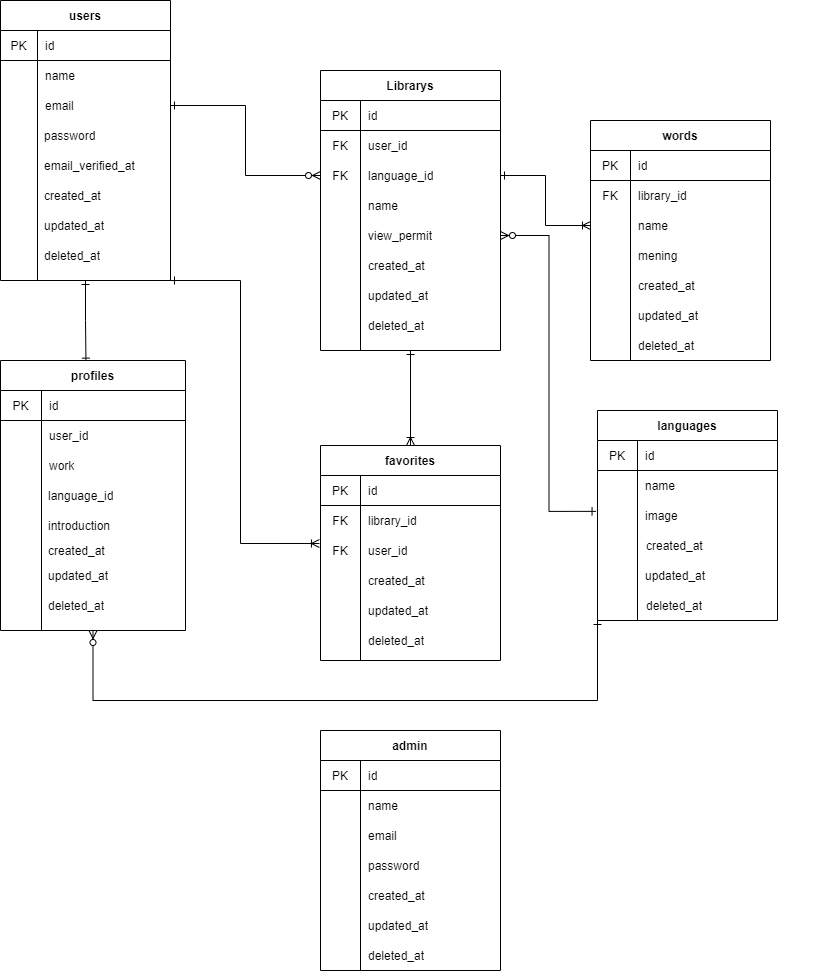 users
PK id
name
email
password
email_verified_at
created_at
updated_at
deleted_at
Librarys
PK id
FK user_id
FK language_id
name
view_permit
created_at
updated_at
deleted_at
words
PK id
FK library_id
name
mening
created_at
updated_at
deleted_at
profiles
PK id
user_id
work
language_id
introduction
created_at
updated_at
deleted_at
favorites
PK id
FK library_id
FK user_id
created_at
updated_at
deleted_at
languages
PK id
name
image
created_at
updated_at
deleted_at
admin
PK id
name
email
password
created_at
updated_at
deleted_at